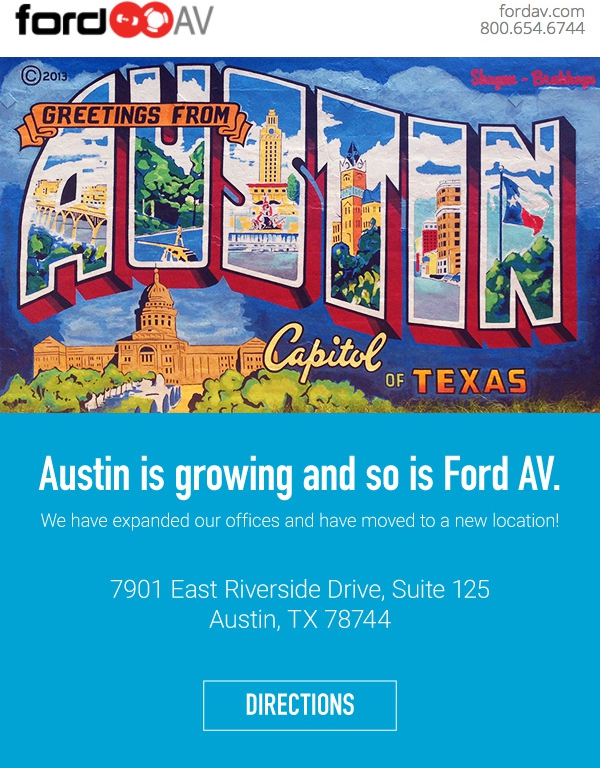 ford AV
fordav.com
800.654.6744
© 2013
GREETINGS FROM
AUSTIN
Capitol
OF TEXAS
Austin is growing and so is Ford AV.
We have expanded our offices and have moved to a new location!
7901 East Riverside Drive, Suite 125
Austin, TX 78744
DIRECTIONS